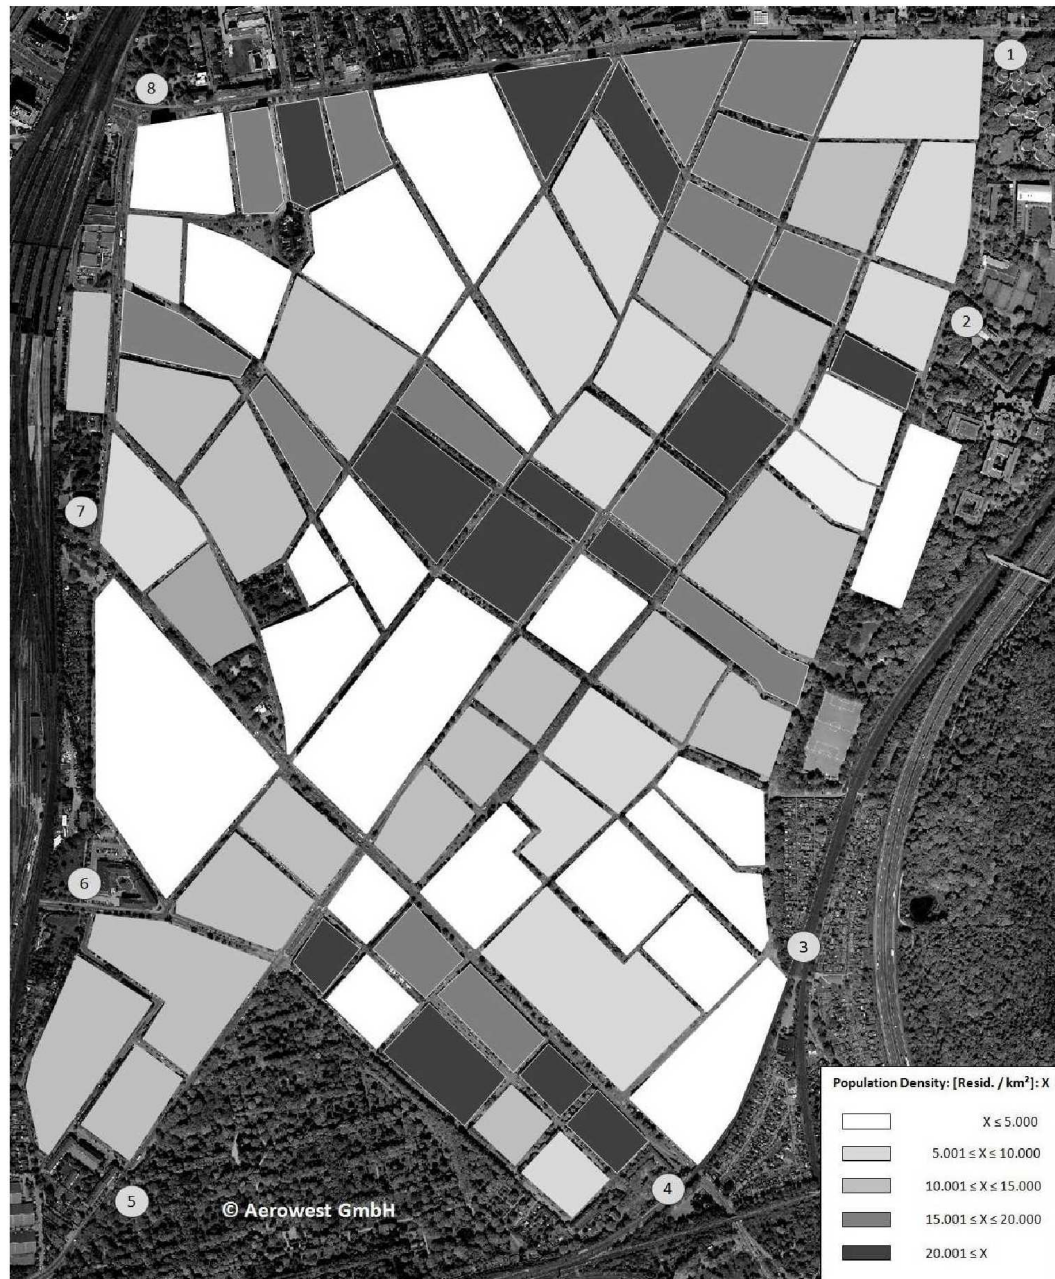 1
8
2
7
6
3
Population Density: [Resid. / km²]: X
X ≤ 5.000
5.001 ≤ X ≤ 10.000
10.001 ≤ X ≤ 15.000
15.001 ≤ X ≤ 20.000
20.001 ≤ X
4
5
© Aerowest GmbH